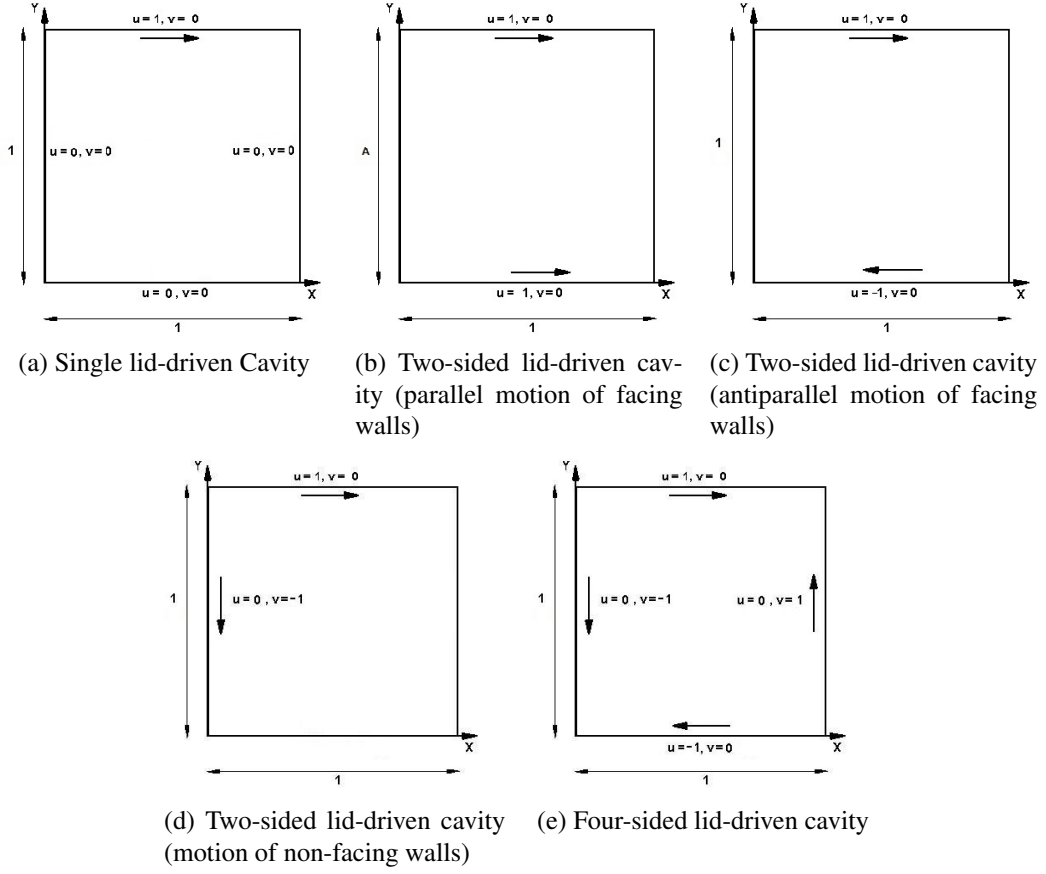 Y
u = 1, v = 0
1
u = 0, v = 0
u = 0, v = 0
u = 0, v = 0
X
1
(a) Single lid-driven Cavity
Y
u = 1, v = 0
A
u = 1, v = 0
X
1
(b) Two-sided lid-driven cav-
ity (parallel motion of facing
walls)
Y
u = 1, v = 0
1
u = -1, v = 0
X
1
(c) Two-sided lid-driven cavity
(antiparallel motion of facing
walls)
Y
u = 1, v = 0
1
u = 0 , v = -1
X
1
(d) Two-sided lid-driven cavity
(motion of non-facing walls)
Y
u = 1, v = 0
1
u = 0 , v = -1
u = 0 , v = 1
u = -1, v = 0
X
1
(e) Four-sided lid-driven cavity